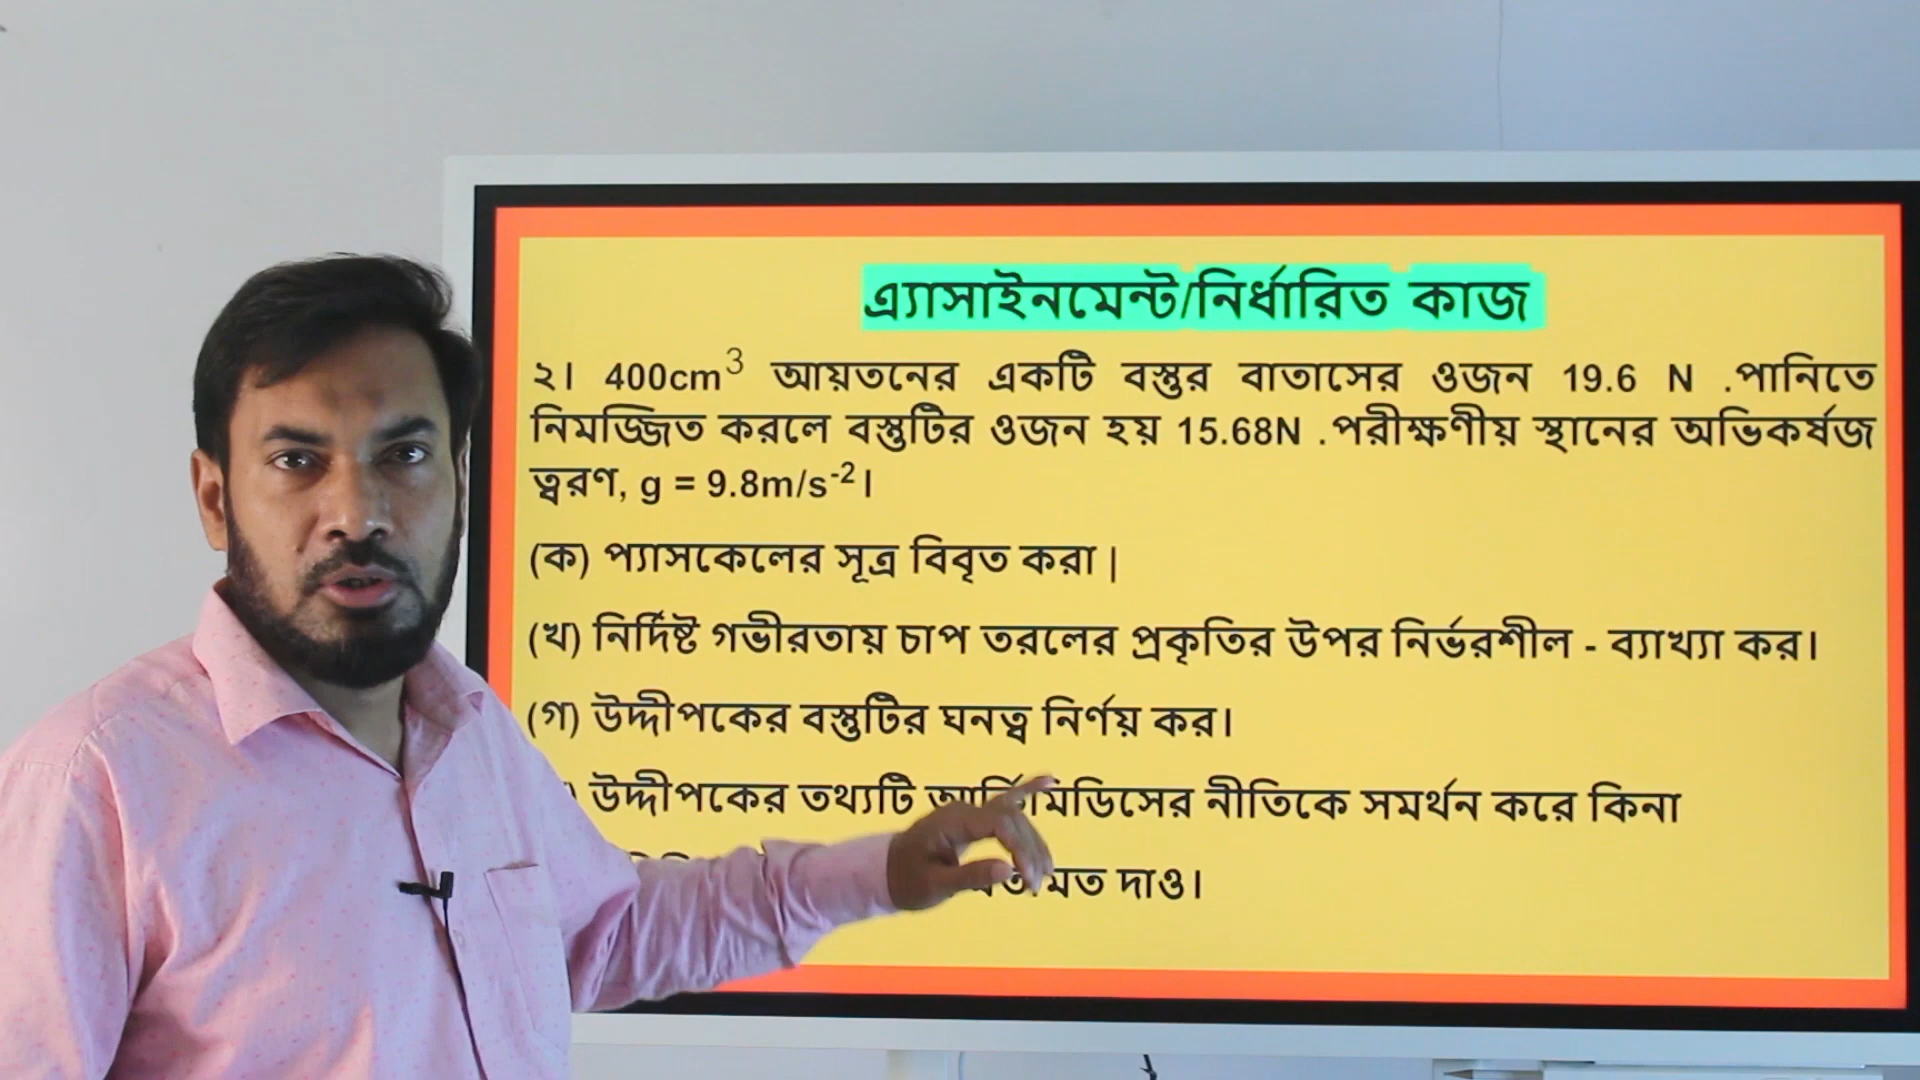 এ্যাসাইনমেন্ট/নির্ধারিত কাজ
২। 400cm³ আয়তনের একটি বস্তুর বাতাসের ওজন 19.6 N .পানিতে
নিমজ্জিত করলে বস্তুটির ওজন হয় 15.68N .পরীক্ষণীয় স্থানের অভিকর্ষজ
ত্বরণ, g = 9.8m/s⁻²।
(ক) প্যাসকেলের সূত্র বিবৃত করা |
(খ) নির্দিষ্ট গভীরতায় চাপ তরলের প্রকৃতির উপর নির্ভরশীল - ব্যাখ্যা কর।
(গ) উদ্দীপকের বস্তুটির ঘনত্ব নির্ণয় কর।
উদ্দীপকের তথ্যটি আর্কিমিডিসের নীতিকে সমর্থন করে কিনা
মতামত দাও।